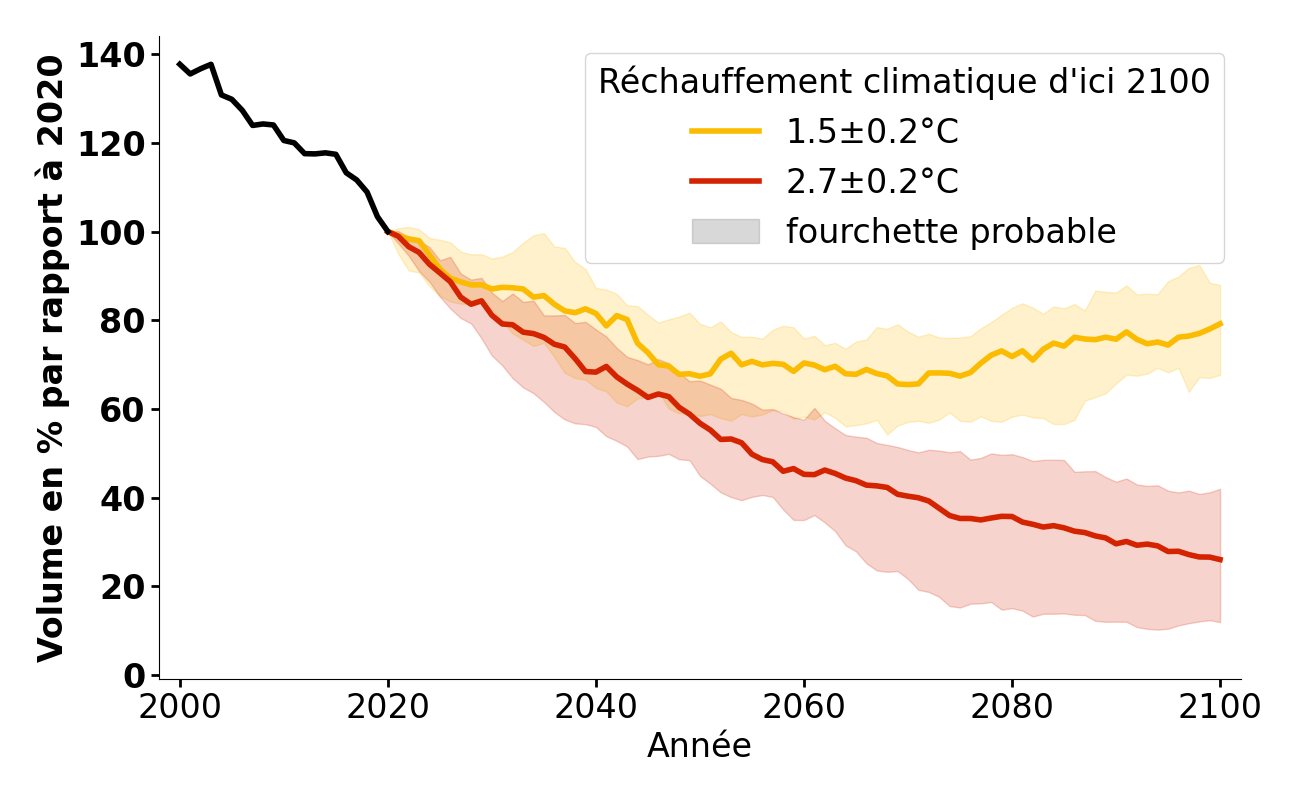 Volume en % par rapport à 2020
140
120
100
80
60
40
20
0
Réchauffement climatique d'ici 2100
1.5±0.2°C
2.7±0.2°C
fourchette probable
2000 2020 2040 2060 2080 2100
Année